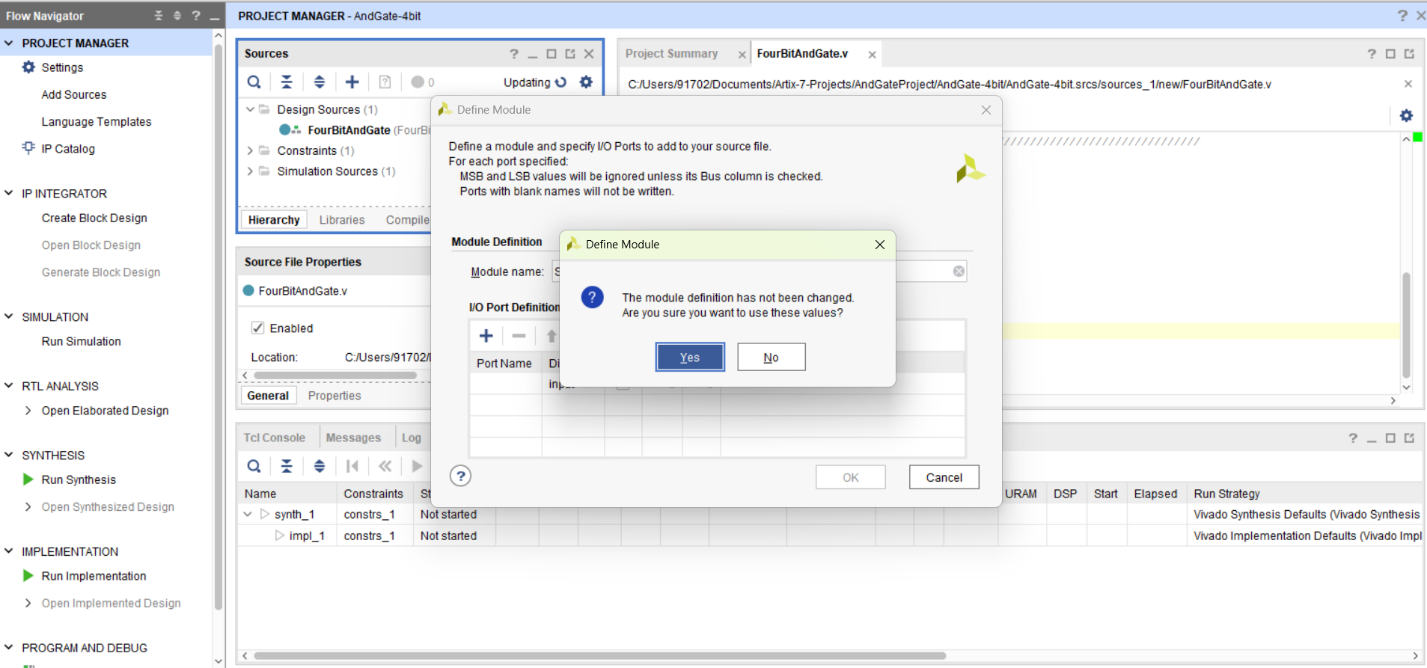 Flow Navigator
PROJECT MANAGER - AndGate-4bit
PROJECT MANAGER
Settings
Add Sources
Language Templates
IP Catalog
IP INTEGRATOR
Create Block Design
Open Block Design
Generate Block Design
SIMULATION
Run Simulation
RTL ANALYSIS
Open Elaborated Design
SYNTHESIS
Run Synthesis
Open Synthesized Design
IMPLEMENTATION
Run Implementation
Open Implemented Design
PROGRAM AND DEBUG
Sources
0
Updating
Design Sources (1)
FourBitAndGate (FourBi
Constraints (1)
Simulation Sources (1)
Hierarchy Libraries Compile
Source File Properties
FourBitAndGate.v
Enabled
Location: C:/Users/91702/
General Properties
Project Summary FourBitAndGate.v
C:/Users/91702/Documents/Artix-7-Projects/AndGateProject/AndGate-4bit/AndGate-4bit.srcs/sources_1/new/FourBitAndGate.v
//////////////////////////////////
Define Module
Define a module and specify I/O Ports to add to your source file.
For each port specified:
MSB and LSB values will be ignored unless its Bus column is checked.
Ports with blank names will not be written.
Module Definition
Module name:
I/O Port Definition
Port Name Di
OK Cancel
Define Module
The module definition has not been changed.
Are you sure you want to use these values?
Yes No
Tcl Console Messages Log
Name Constraints St URAM DSP Start Elapsed Run Strategy
synth_1 constrs_1 Not started Vivado Synthesis Defaults (Vivado Synthesis
impl_1 constrs_1 Not started Vivado Implementation Defaults (Vivado Impl